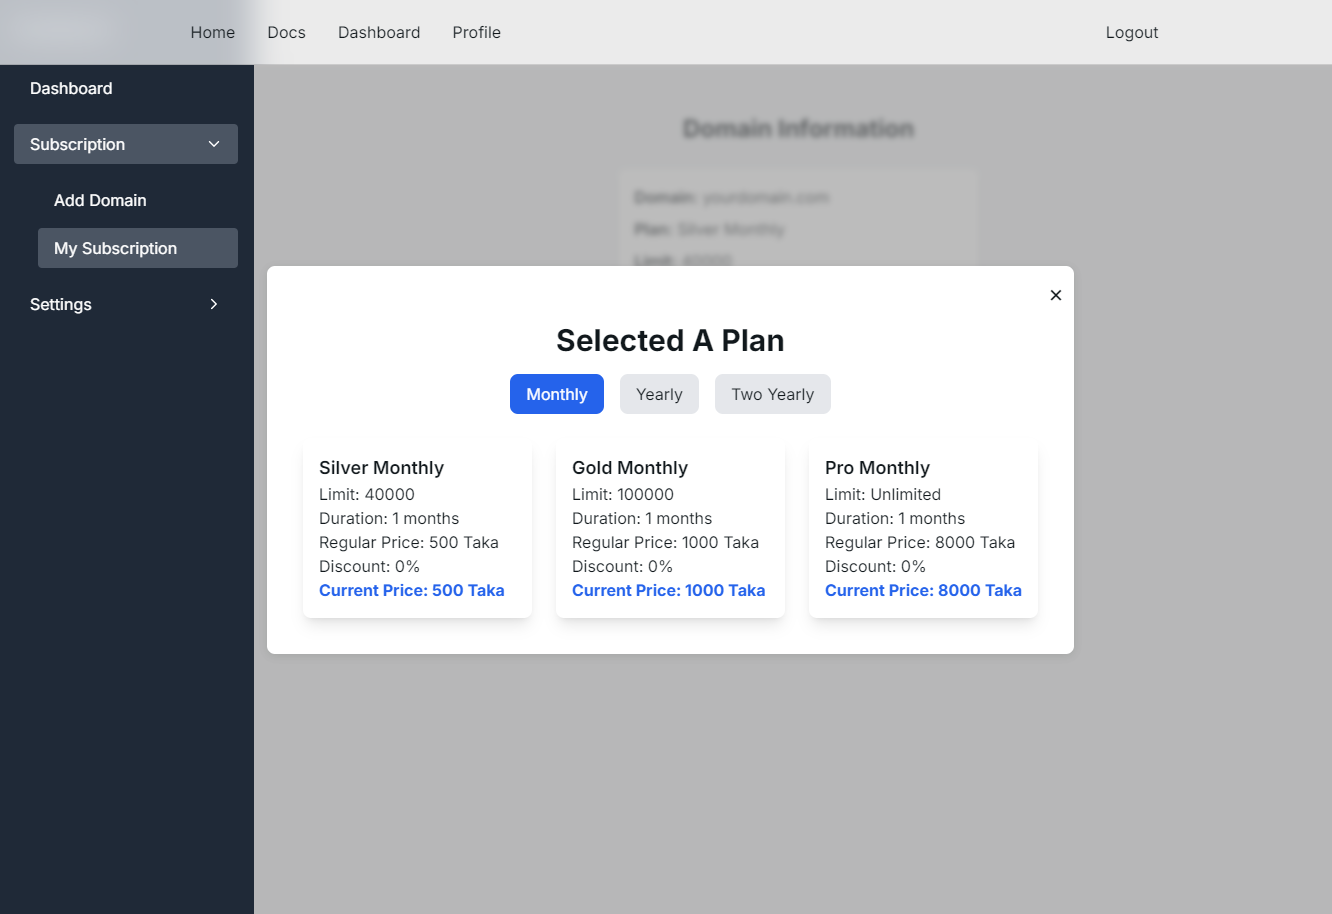 Home Docs Dashboard Profile Logout
Dashboard
Subscription
Add Domain
My Subscription
Settings
Domain Information
Domain: yourdomain.com
Plan: Silver Monthly
Limit: 40000
Selected A Plan
Monthly Yearly Two Yearly
Silver Monthly
Limit: 40000
Duration: 1 months
Regular Price: 500 Taka
Discount: 0%
Current Price: 500 Taka
Gold Monthly
Limit: 100000
Duration: 1 months
Regular Price: 1000 Taka
Discount: 0%
Current Price: 1000 Taka
Pro Monthly
Limit: Unlimited
Duration: 1 months
Regular Price: 8000 Taka
Discount: 0%
Current Price: 8000 Taka